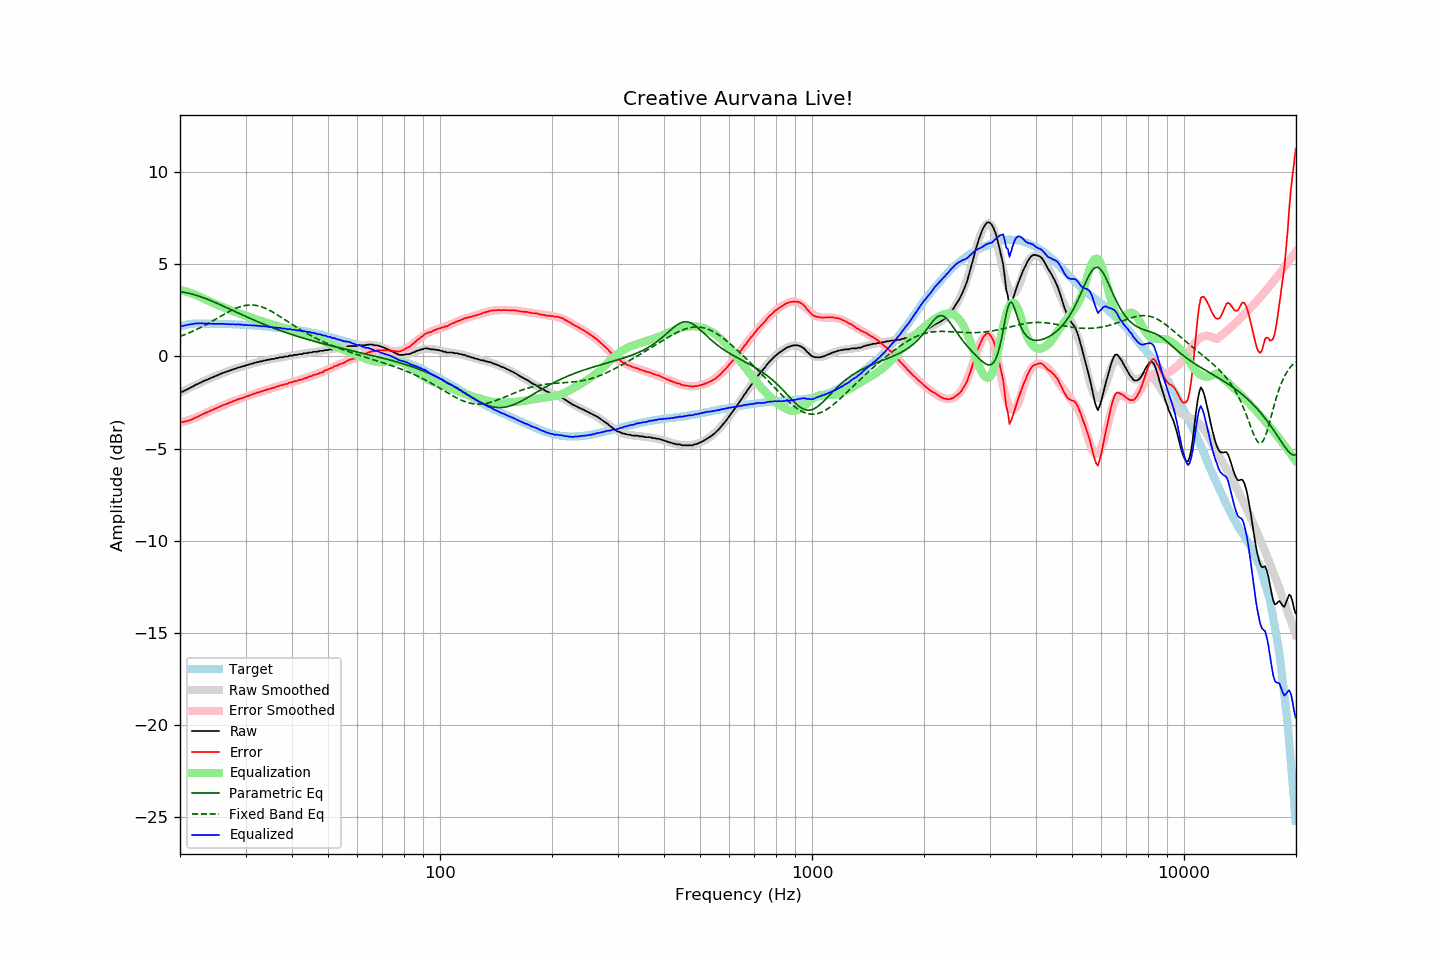 Creative Aurvana Live!
10
5
0
−5
−10
−15
−20
−25
Amplitude (dBr)
Target
Raw Smoothed
Error Smoothed
Raw
Error
Equalization
Parametric Eq
Fixed Band Eq
Equalized
100
1000
10000
Frequency (Hz)